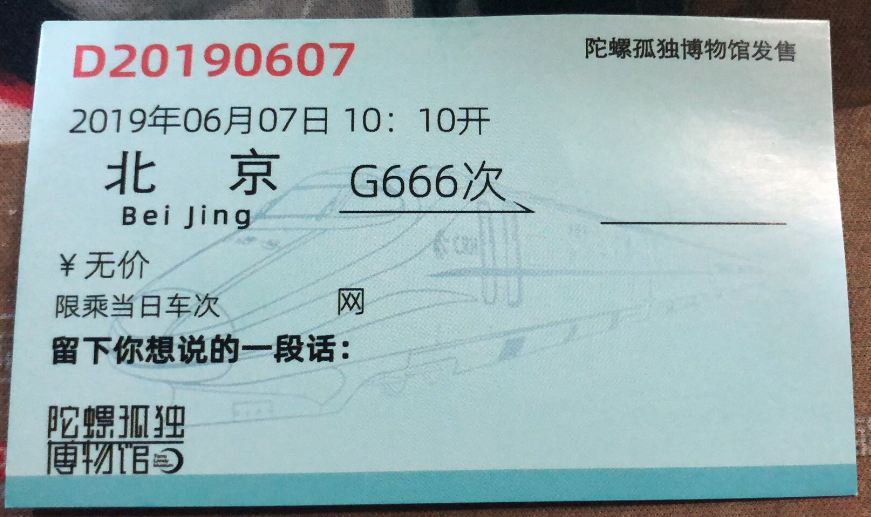 D20190607
陀螺孤独博物馆发售
2019年06月07日 10：10开
北 京
G666次
Bei Jing
￥无价
限乘当日车次 网
留下你想说的一段话：
陀螺孤独
博物馆